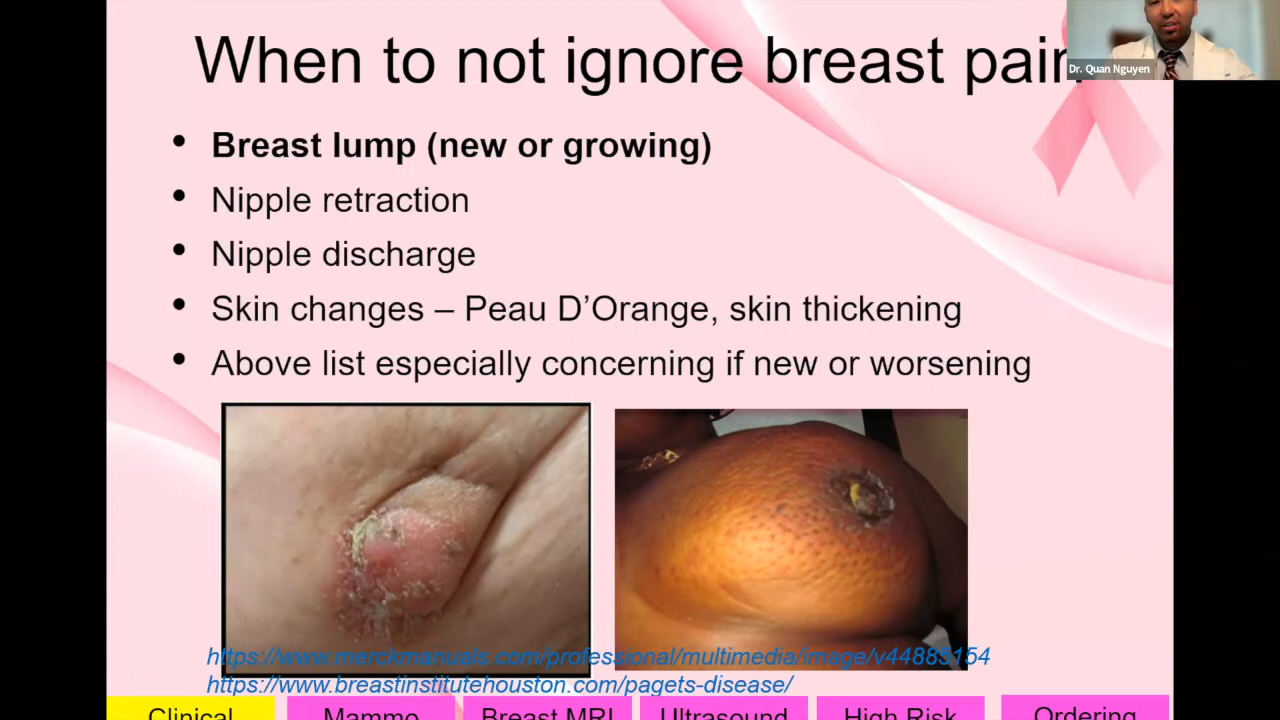 When to not ignore breast pain
Dr. Quan Nguyen
• Breast lump (new or growing)
• Nipple retraction
• Nipple discharge
• Skin changes – Peau D’Orange, skin thickening
• Above list especially concerning if new or worsening
https://www.merckmanuals.com/professional/multimedia/image/v44885154
https://www.breastinstitutehouston.com/pagets-disease/
Clinical Mammo Breast MRI Ultrasound High Risk Ordering